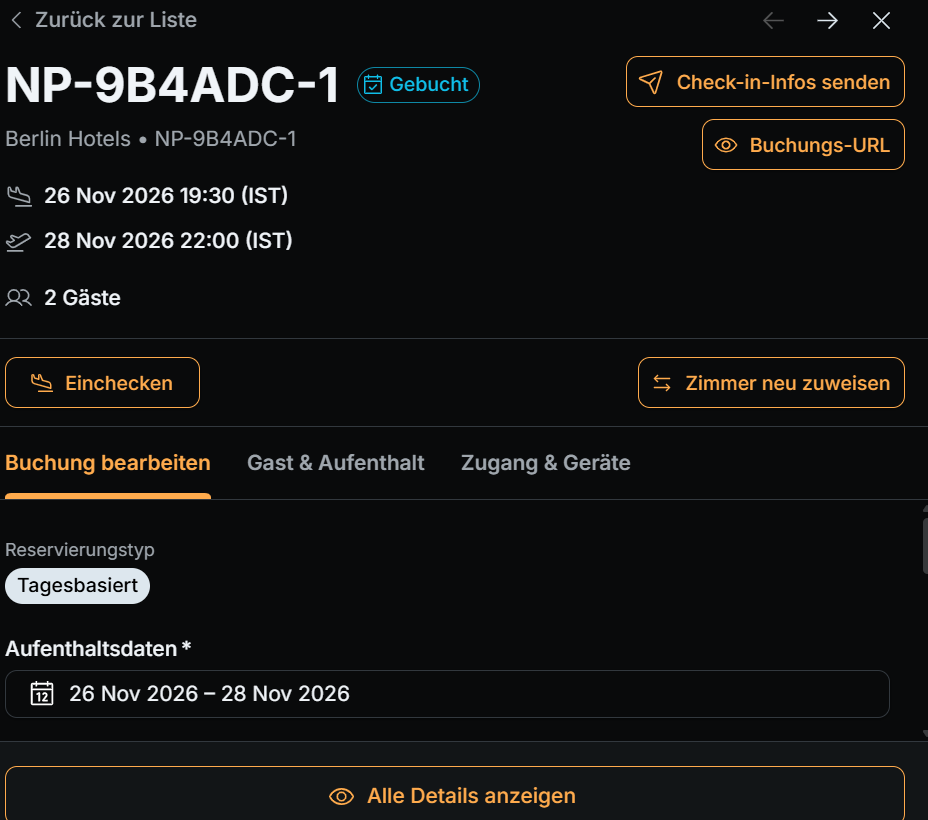 Zurück zur Liste
NP-9B4ADC-1
Gebucht
Check-in-Infos senden
Berlin Hotels • NP-9B4ADC-1
Buchungs-URL
26 Nov 2026 19:30 (IST)
28 Nov 2026 22:00 (IST)
2 Gäste
Einchecken
Zimmer neu zuweisen
Buchung bearbeiten
Gast & Aufenthalt
Zugang & Geräte
Reservierungstyp
Tagesbasiert
Aufenthaltsdaten *
12
26 Nov 2026 – 28 Nov 2026
Alle Details anzeigen